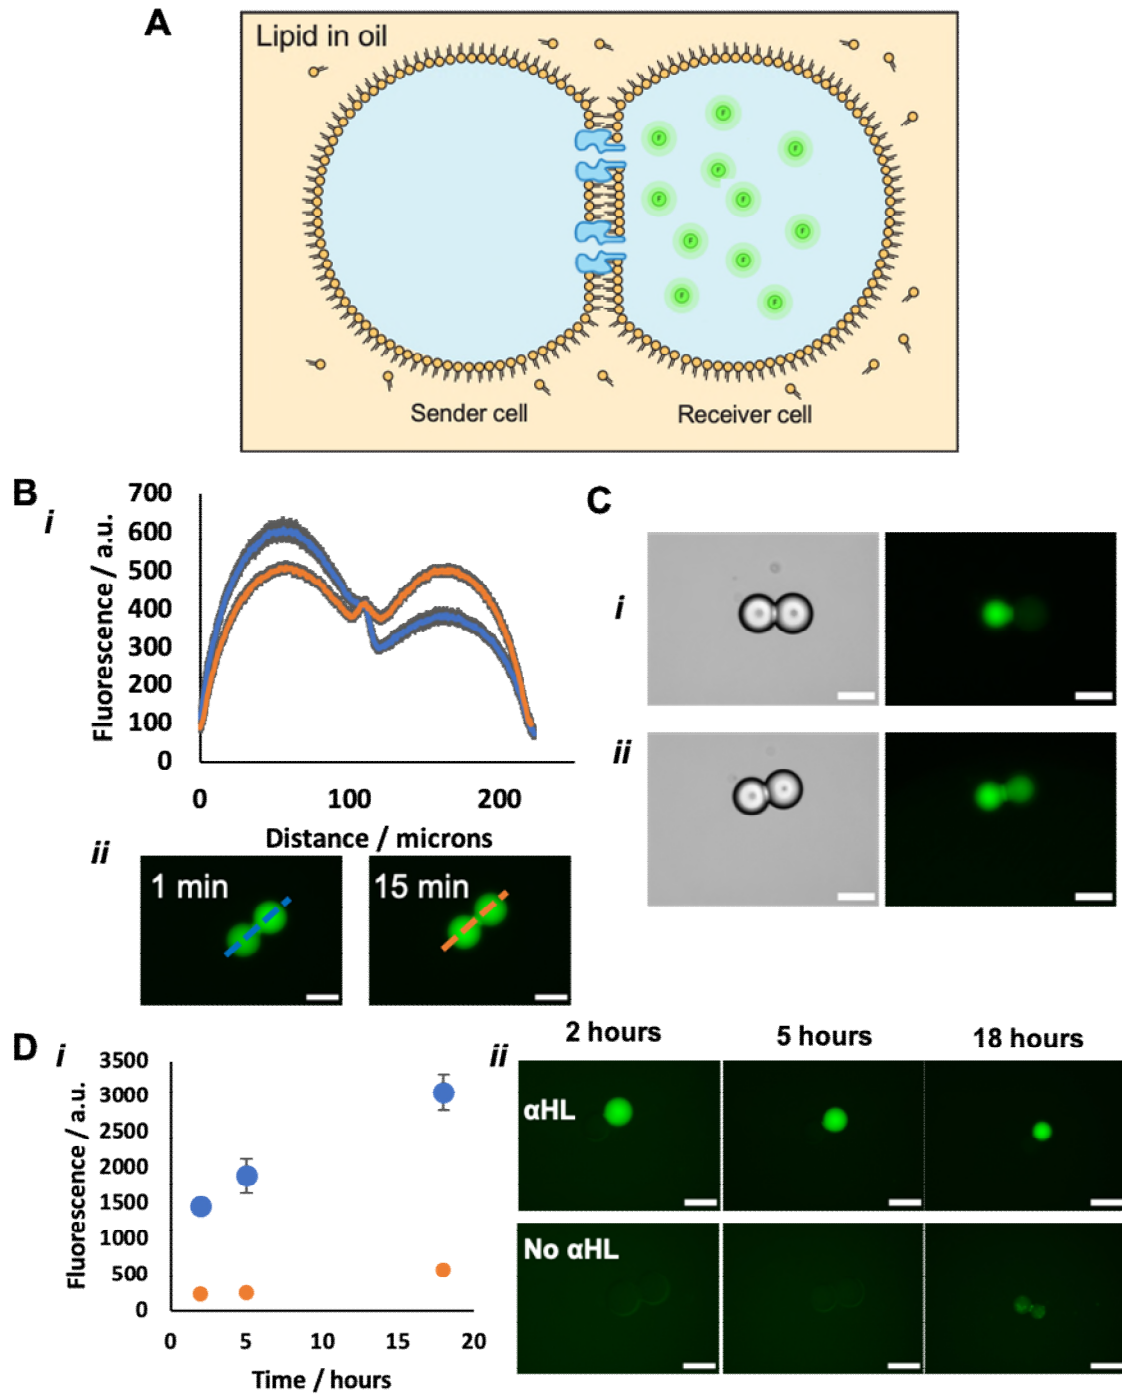 A
Lipid in oil
Sender cell
Receiver cell
B
i
700
600
500
400
300
200
100
0
Fluorescence / a.u.
0
100
200
Distance / microns
ii
1 min
15 min
C
i
ii
D
i
3500
3000
2500
2000
1500
1000
500
0
Fluorescence / a.u.
0
5
10
15
20
Time / hours
ii
2 hours
5 hours
18 hours
αHL
No αHL